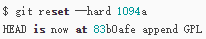 $ git reset --hard 1094a
HEAD is now at 83b0afe append GPL